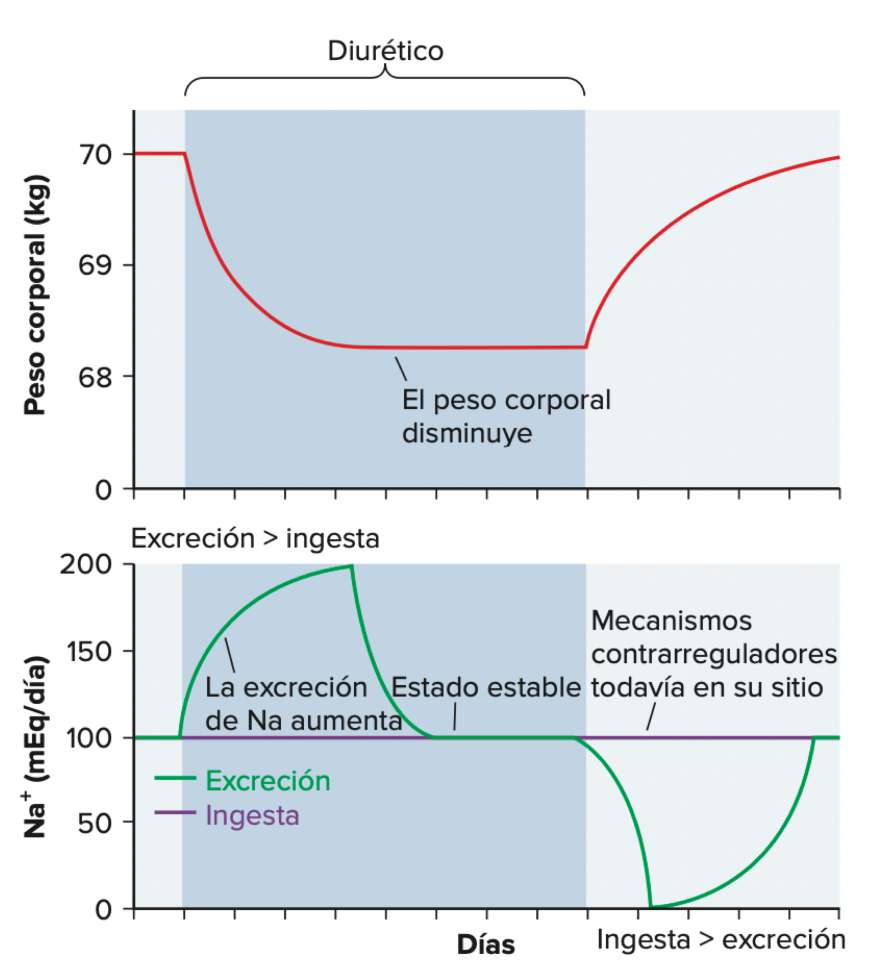 Diurético
Peso corporal (kg)
70
69
68
0
El peso corporal
disminuye
Excreción > ingesta
Na⁺ (mEq/día)
200
150
100
50
0
La excreción
de Na aumenta
Estado estable
Mecanismos
contrarreguladores
todavía en su sitio
Excreción
Ingesta
Días
Ingesta > excreción